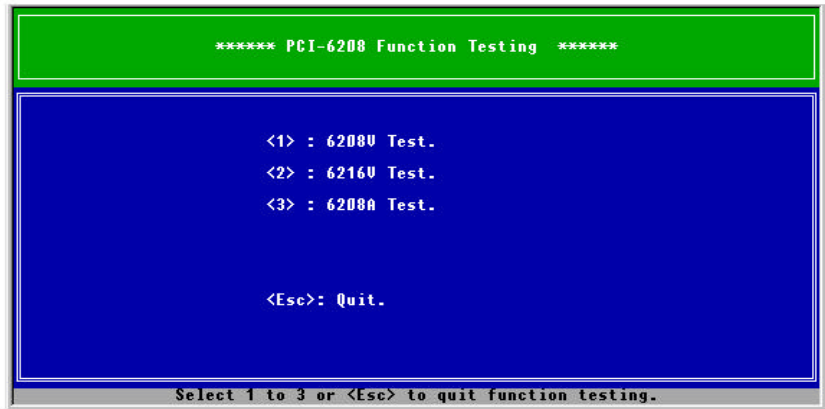 ****** PCI-6208 Function Testing ******
<1> : 6208V Test.
<2> : 6216V Test.
<3> : 6208A Test.
<Esc>: Quit.
Select 1 to 3 or <Esc> to quit function testing.